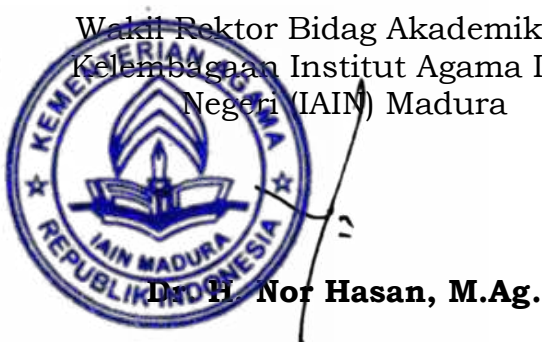 Wakil Rektor Bidag Akademik
Kelembagaan Institut Agama I
Negeri (IAIN) Madura
KEMENTERIAN AGAMA
IAIN MADURA
REPUBLIK INDONESIA
Dr. H. Nor Hasan, M.Ag.